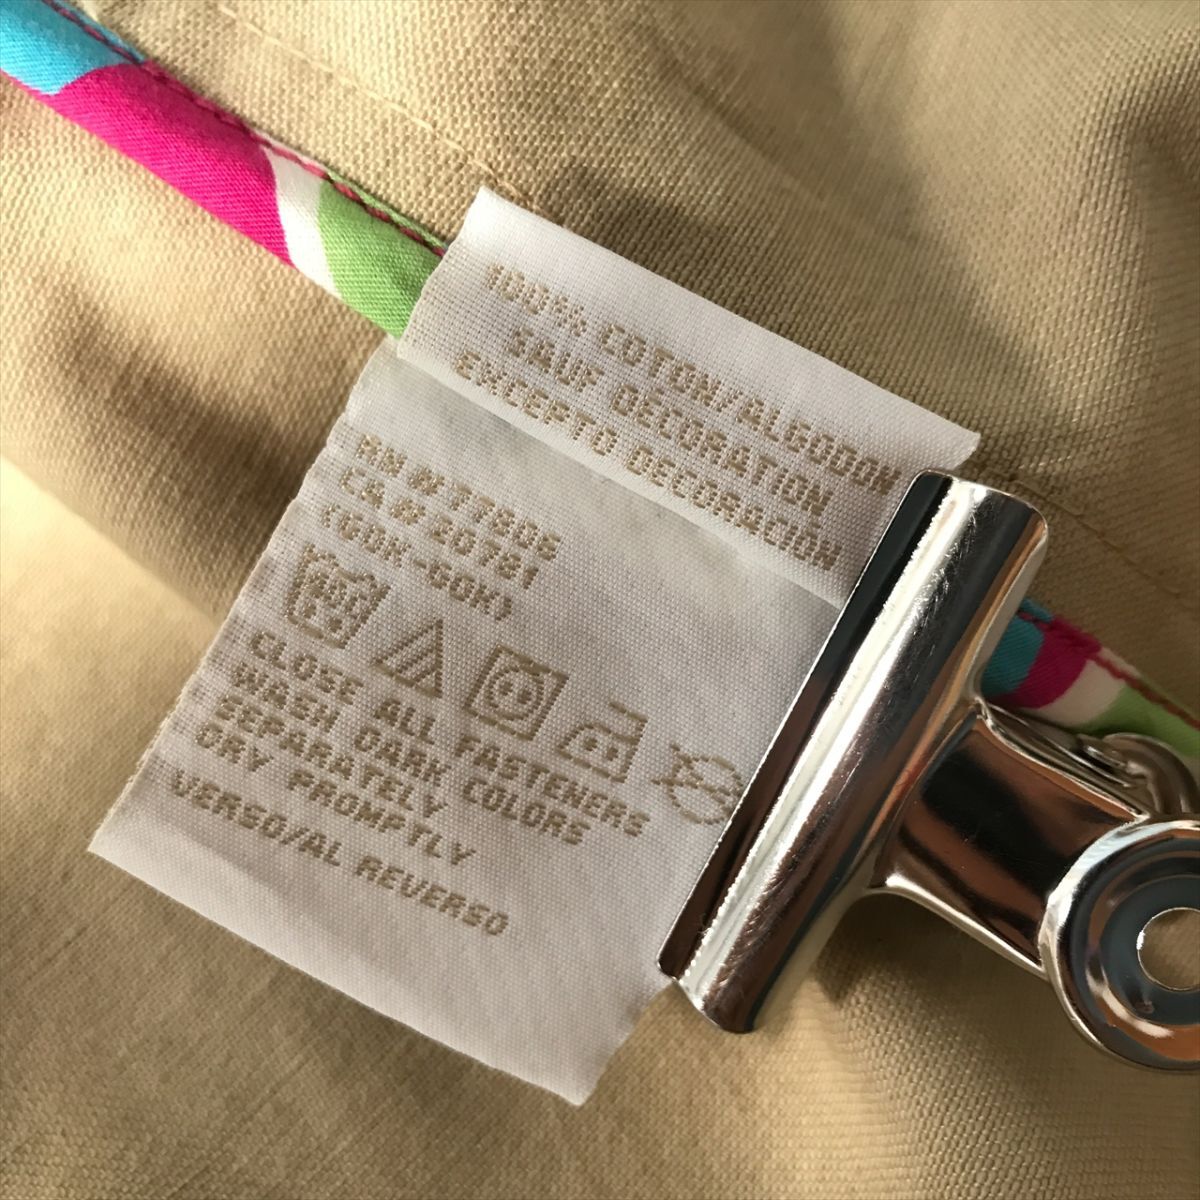 100% COTON/ALGODON
SAUF DECORATION
EXCEPTO DECORACION
RN#77806
CA#20781
(GDK-GGK)
CLOSE ALL FASTENERS
WASH DARK COLORS
SEPARATELY
DRY PROMPTLY
VERSO/AL REVERSO